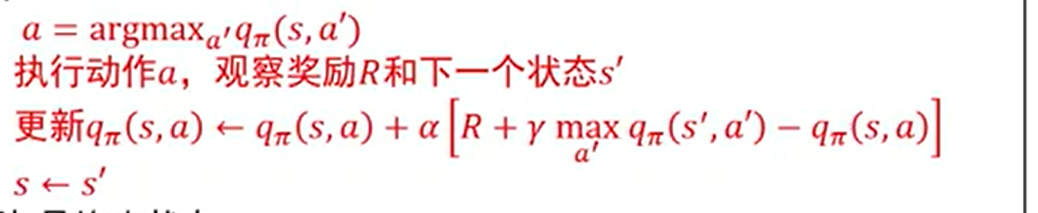 a = argmax_{a′} q_π(s, a′)
执行动作a，观察奖励R和下一个状态s′
更新q_π(s, a) ← q_π(s, a) + α [R + γ max_{a′} q_π(s′, a′) − q_π(s, a)]
s ← s′